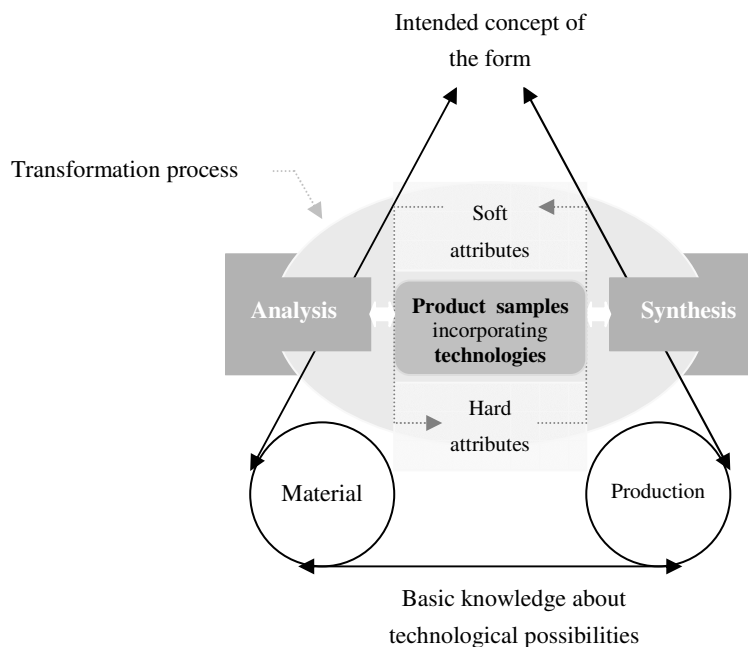 Intended concept of
the form
Transformation process
Soft
attributes
Analysis
Product samples
incorporating
technologies
Synthesis
Hard
attributes
Material
Production
Basic knowledge about
technological possibilities